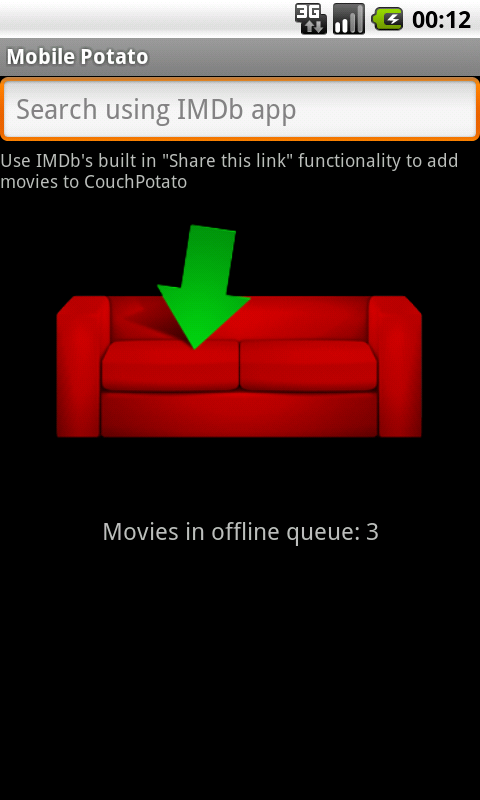 3G 00:12
Mobile Potato
Search using IMDb app
Use IMDb's built in "Share this link" functionality to add
movies to CouchPotato
Movies in offline queue: 3